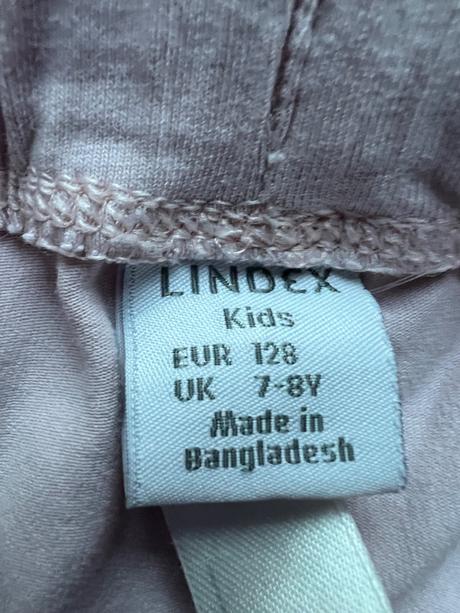 LINDEX
Kids
EUR 128
UK 7-8Y
Made in
Bangladesh